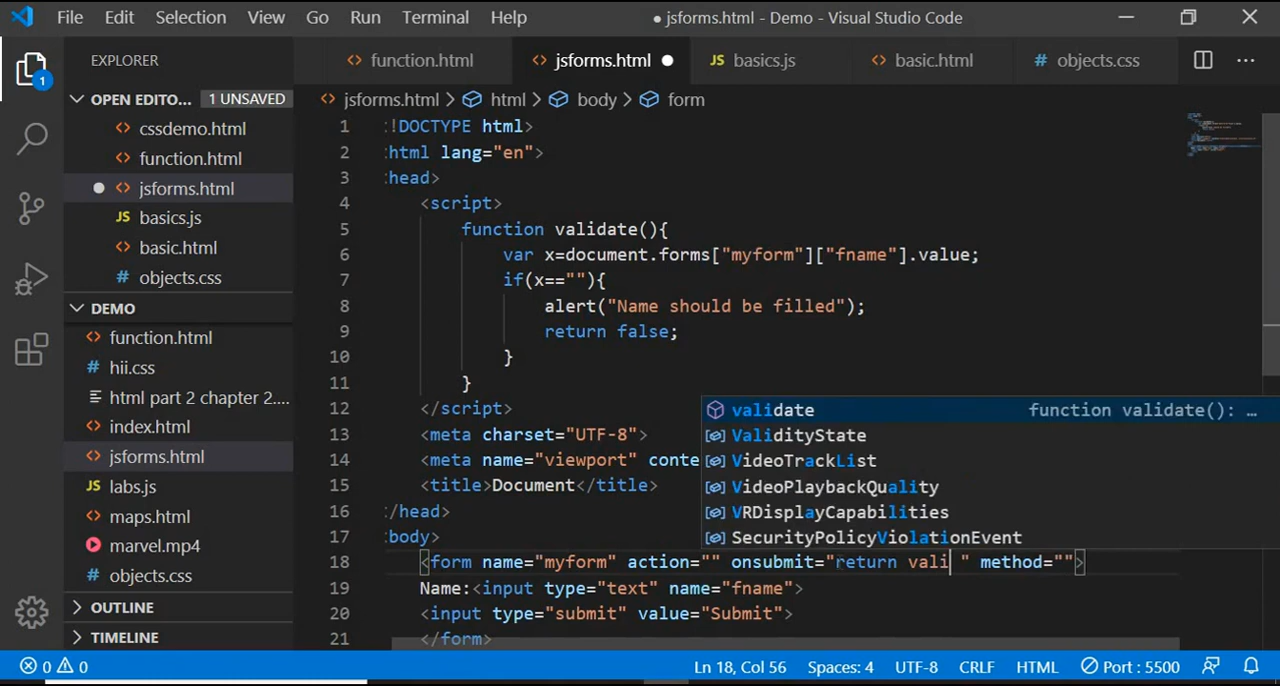 File Edit Selection View Go Run Terminal Help ● jsforms.html - Demo - Visual Studio Code
EXPLORER
function.html jsforms.html ● JS basics.js basic.html # objects.css ...
1
OPEN EDITO... 1 UNSAVED
jsforms.html > html > body > form
cssdemo.html
function.html
● jsforms.html
JS basics.js
basic.html
# objects.css
DEMO
function.html
# hii.css
html part 2 chapter 2....
index.html
jsforms.html
JS labs.js
maps.html
marvel.mp4
# objects.css
OUTLINE
TIMELINE
1 !DOCTYPE html>
2 html lang="en">
3 head>
4 <script>
5 function validate(){
6 var x=document.forms["myform"]["fname"].value;
7 if(x==""){
8 alert("Name should be filled");
9 return false;
10 }
11 }
12 </script>
13 <meta charset="UTF-8">
14 <meta name="viewport" conte
15 <title>Document</title>
16 /head>
17 body>
18 <form name="myform" action="" onsubmit="return vali " method="">
19 Name:<input type="text" name="fname">
20 <input type="submit" value="Submit">
21 </form>
validate function validate(): ...
ValidityState
VideoTrackList
VideoPlaybackQuality
VRDisplayCapabilities
SecurityPolicyViolationEvent
0 0 Ln 18, Col 56 Spaces: 4 UTF-8 CRLF HTML Port : 5500